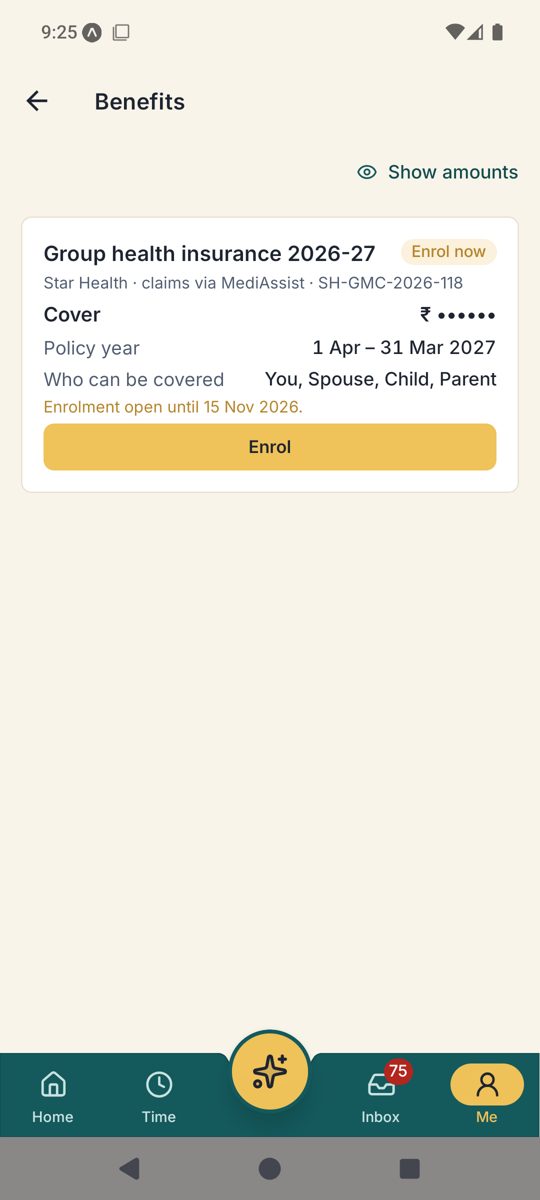 9:25
Benefits
Show amounts
Group health insurance 2026-27
Enrol now
Star Health · claims via MediAssist · SH-GMC-2026-118
Cover
₹ ••••••
Policy year
1 Apr – 31 Mar 2027
Who can be covered
You, Spouse, Child, Parent
Enrolment open until 15 Nov 2026.
Enrol
75
Home
Time
Inbox
Me